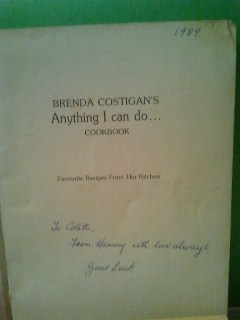 1989
BRENDA COSTIGAN'S
Anything I can do...
COOKBOOK
Favourite Recipes From Her Kitchen
To Colette,
From Mammy with love always
Good Luck